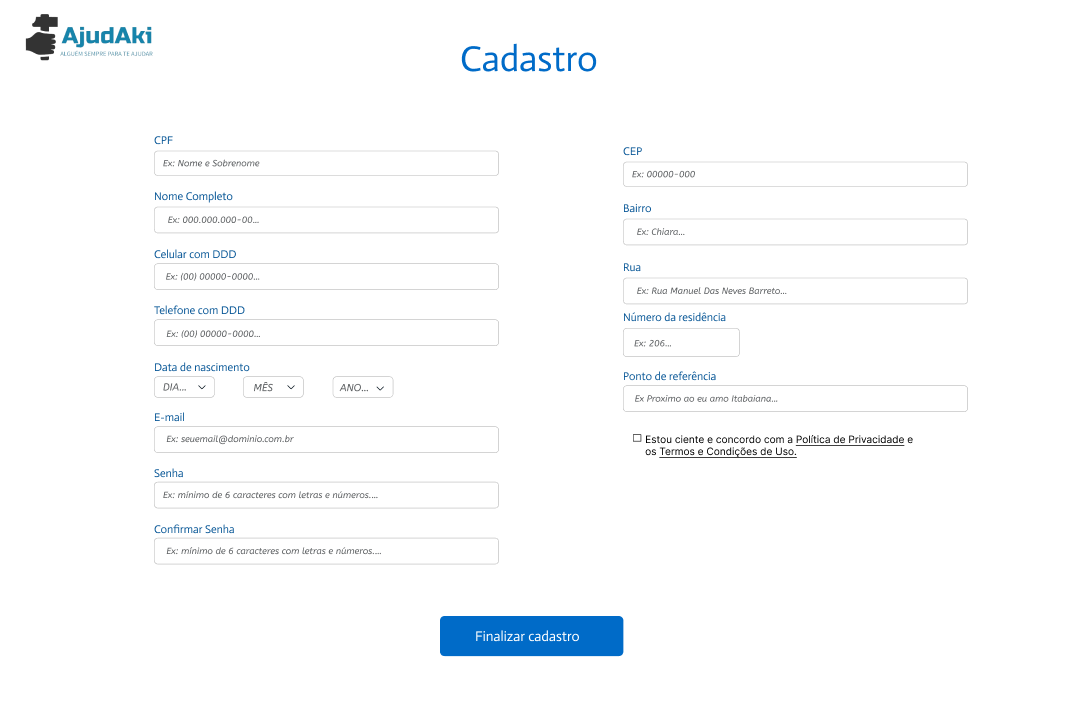 AjudAki
ALGUÉM SEMPRE PARA TE AJUDAR
Cadastro
CPF
Ex: Nome e Sobrenome
Nome Completo
Ex: 000.000.000-00...
Celular com DDD
Ex: (00) 00000-0000...
Telefone com DDD
Ex: (00) 00000-0000...
Data de nascimento
DIA... MÊS ANO...
E-mail
Ex: seuemail@dominio.com.br
Senha
Ex: mínimo de 6 caracteres com letras e números....
Confirmar Senha
Ex: mínimo de 6 caracteres com letras e números....
CEP
Ex: 00000-000
Bairro
Ex: Chiara...
Rua
Ex: Rua Manuel Das Neves Barreto...
Número da residência
Ex: 206...
Ponto de referência
Ex Proximo ao eu amo Itabaiana...
Estou ciente e concordo com a Política de Privacidade e
os Termos e Condições de Uso.
Finalizar cadastro